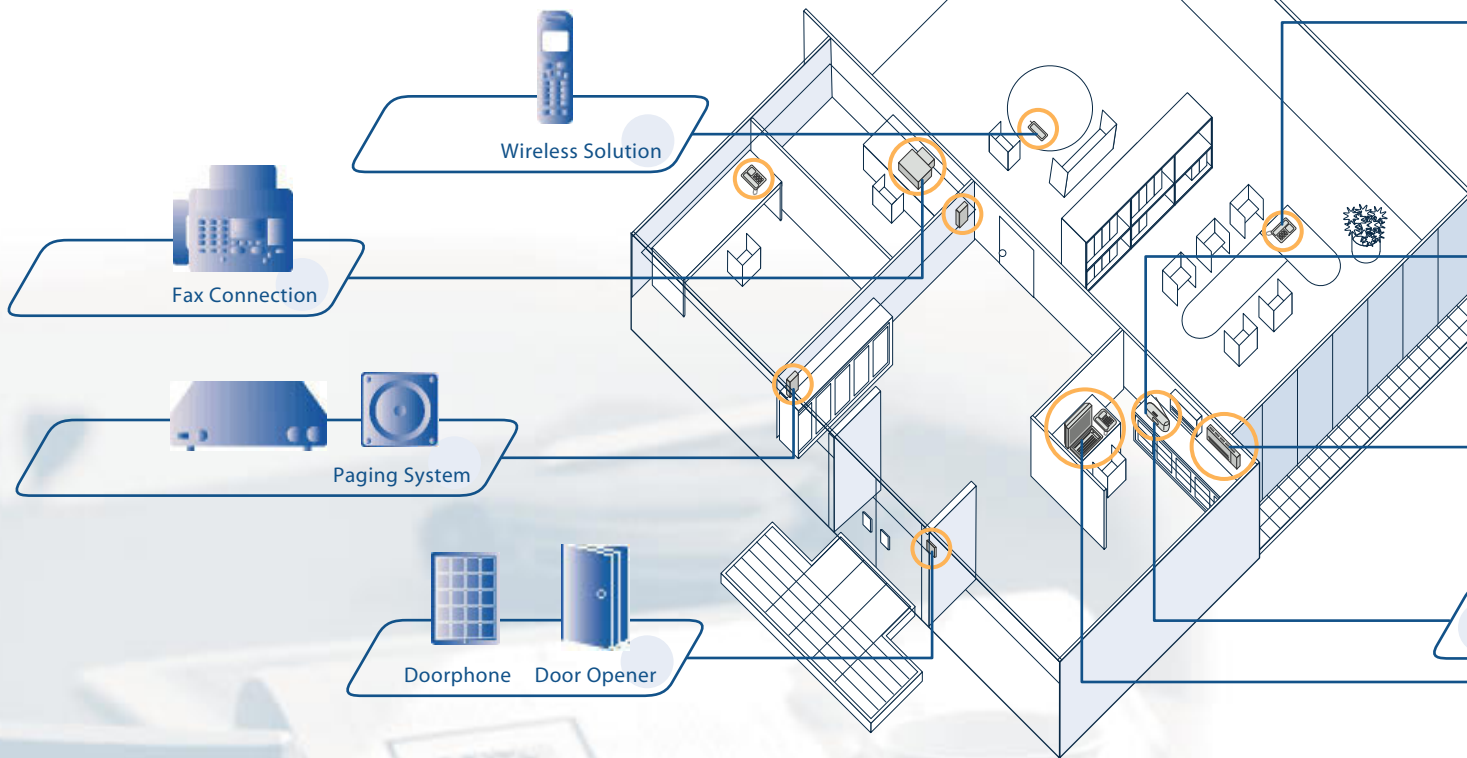 Wireless Solution
Fax Connection
Paging System
Doorphone Door Opener